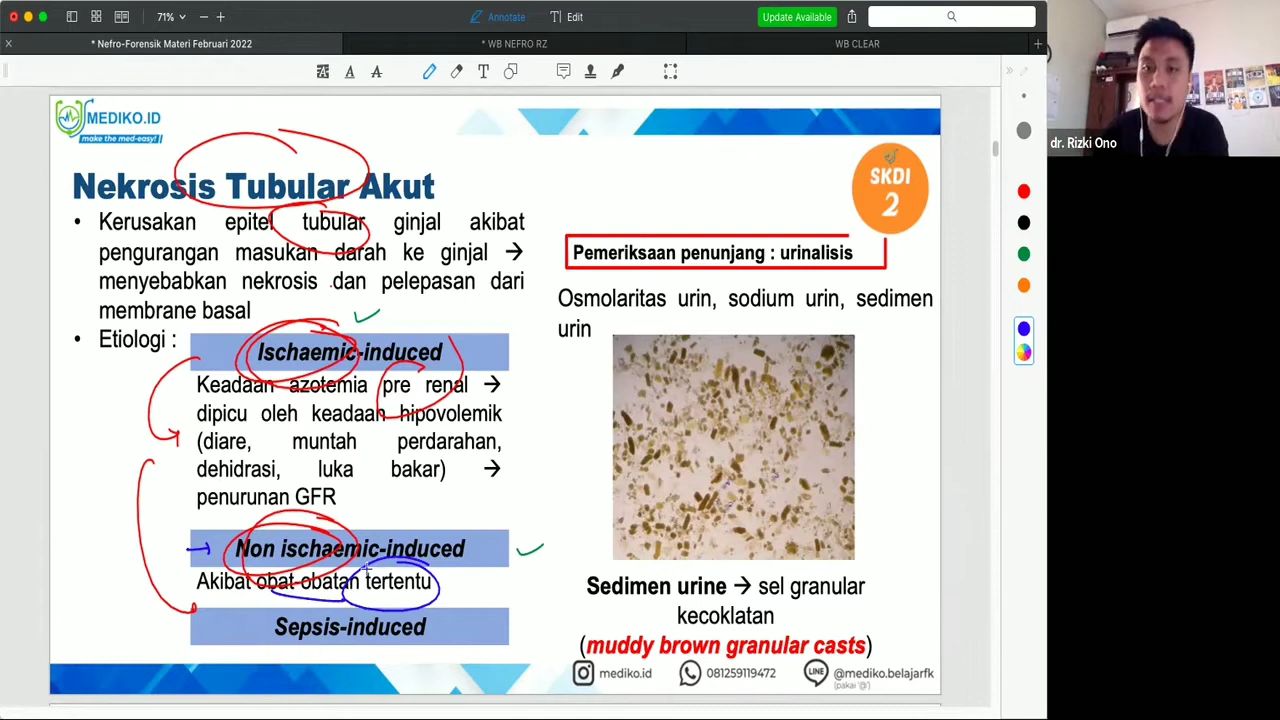 71%
Annotate
Edit
Update Available
* Nefro-Forensik Materi Februari 2022
* WB NEFRO RZ
WB CLEAR
dr. Rizki Ono
MEDIKO.ID
make the med-easy!
Nekrosis Tubular Akut
• Kerusakan epitel tubular ginjal akibat
pengurangan masukan darah ke ginjal →
menyebabkan nekrosis dan pelepasan dari
membrane basal
• Etiologi :
Ischaemic-induced
Keadaan azotemia pre renal →
dipicu oleh keadaan hipovolemik
(diare, muntah perdarahan,
dehidrasi, luka bakar) →
penurunan GFR
Non ischaemic-induced
Akibat obat-obatan tertentu
Sepsis-induced
SKDI
2
Pemeriksaan penunjang : urinalisis
Osmolaritas urin, sodium urin, sedimen
urin
Sedimen urine → sel granular
kecoklatan
(muddy brown granular casts)
mediko.id
081259119472
LINE
@mediko.belajarfk
(pakai '@')